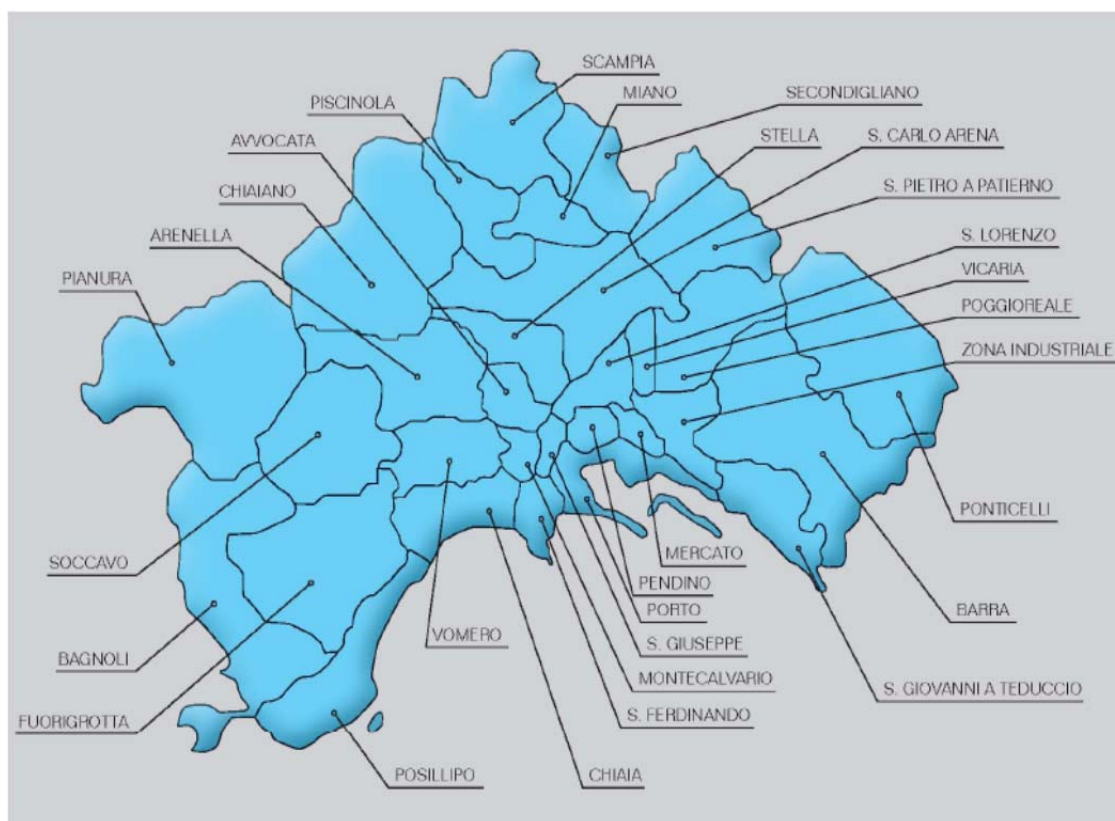 SCAMPIA
MIANO
SECONDIGLIANO
PISCINOLA
AVVOCATA
STELLA
S. CARLO ARENA
CHIAIANO
S. PIETRO A PATIERNO
ARENELLA
S. LORENZO
PIANURA
VICARIA
POGGIOREALE
ZONA INDUSTRIALE
PONTICELLI
SOCCAVO
MERCATO
PENDINO
PORTO
BARRA
VOMERO
S. GIUSEPPE
BAGNOLI
MONTECALVARIO
S. GIOVANNI A TEDUCCIO
S. FERDINANDO
FUORIGROTTA
POSILLIPO
CHIAIA